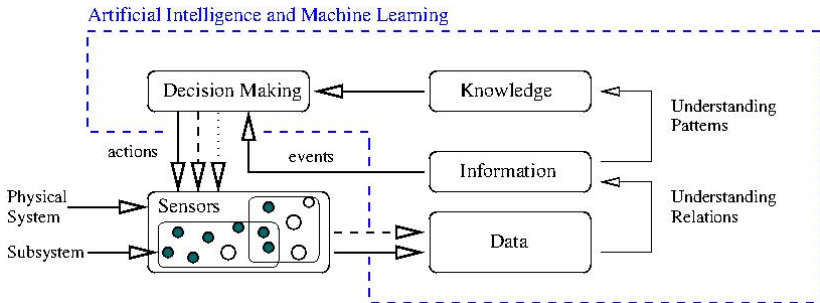 Artificial Intelligence and Machine Learning
Decision Making
Knowledge
Understanding
Patterns
actions
events
Information
Physical
System
Sensors
Understanding
Relations
Subsystem
Data